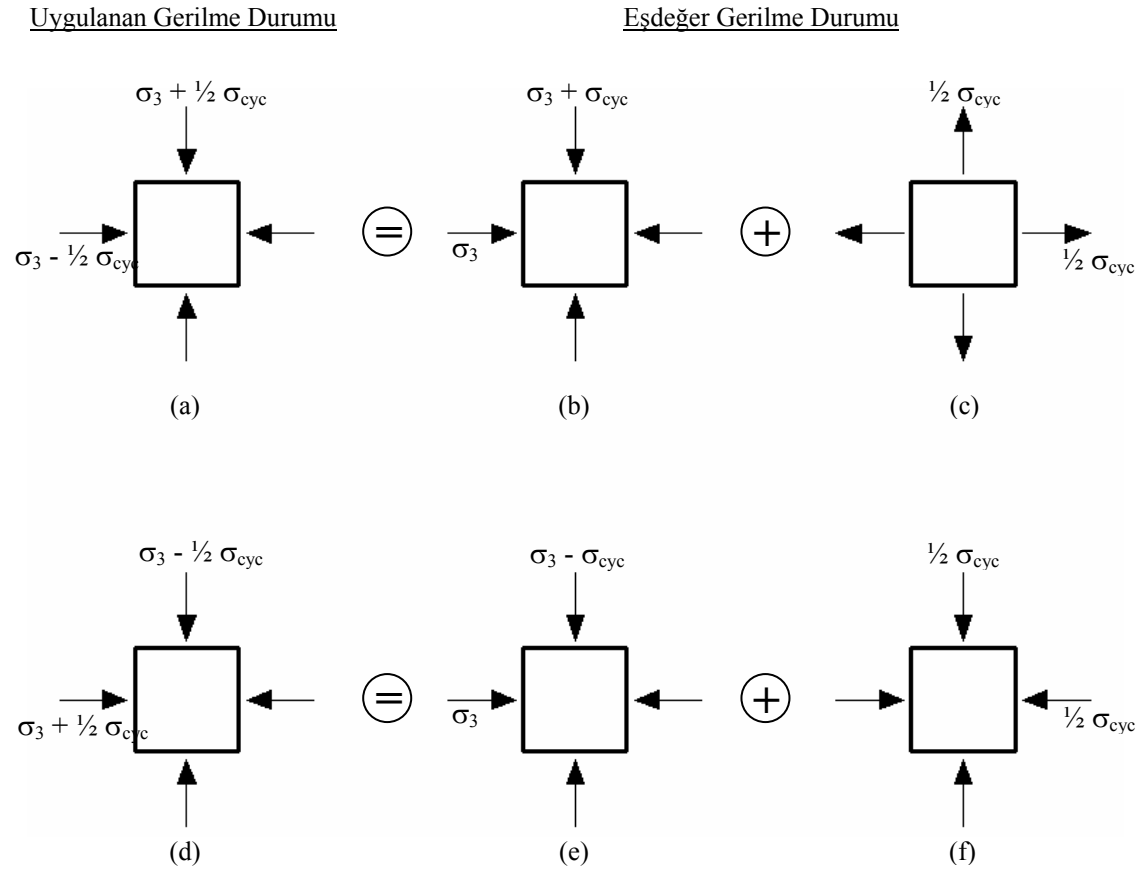 Uygulanan Gerilme Durumu
Eşdeğer Gerilme Durumu
σ3 + ½ σcyc
σ3 + σcyc
½ σcyc
=
+
σ3 - ½ σcyc
σ3
½ σcyc
(a)
(b)
(c)
σ3 - ½ σcyc
σ3 - σcyc
½ σcyc
=
+
σ3 + ½ σcyc
σ3
½ σcyc
(d)
(e)
(f)